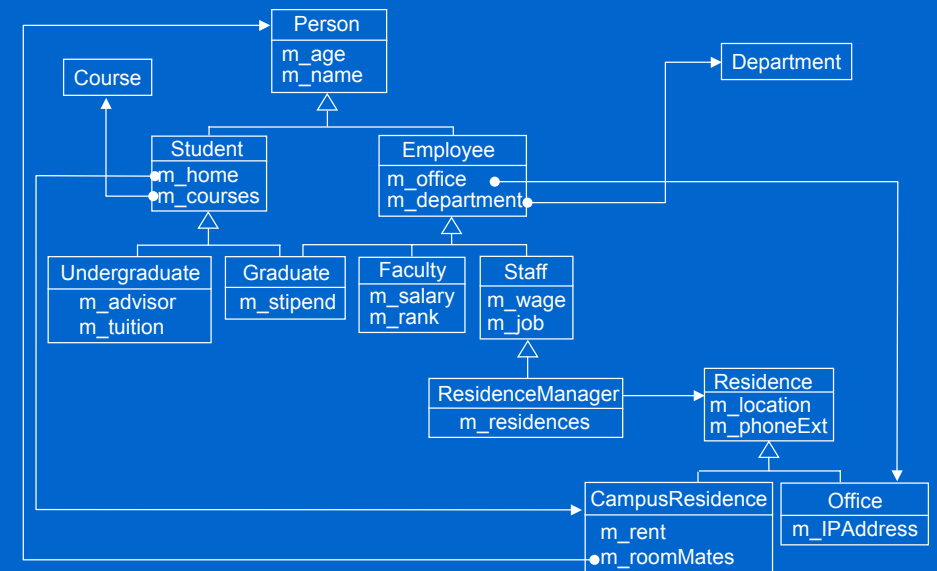 Person
m_age
m_name
Course
Department
Student
m_home
m_courses
Employee
m_office
m_department
Undergraduate
m_advisor
m_tuition
Graduate
m_stipend
Faculty
m_salary
m_rank
Staff
m_wage
m_job
ResidenceManager
m_residences
Residence
m_location
m_phoneExt
CampusResidence
m_rent
m_roomMates
Office
m_IPAddress